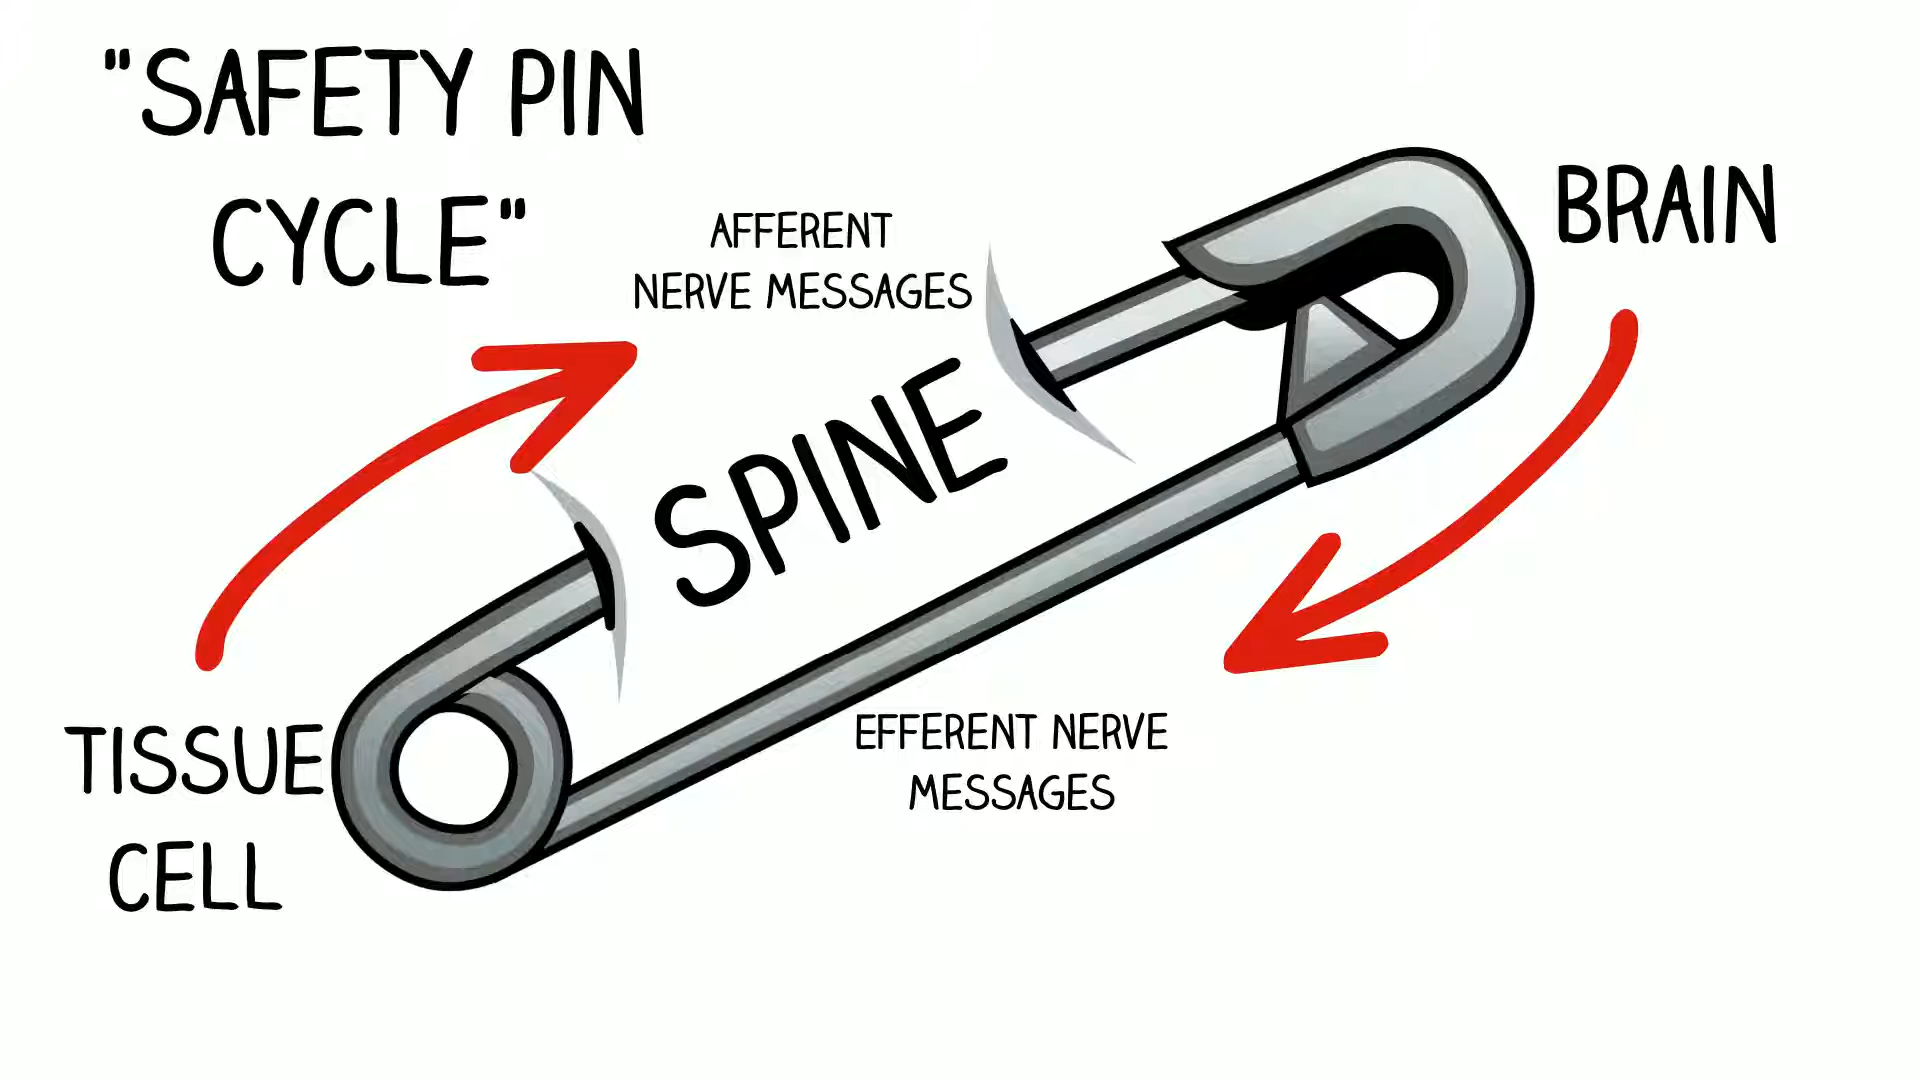 "SAFETY PIN
CYCLE"
AFFERENT
NERVE MESSAGES
BRAIN
SPINE
TISSUE
CELL
EFFERENT NERVE
MESSAGES